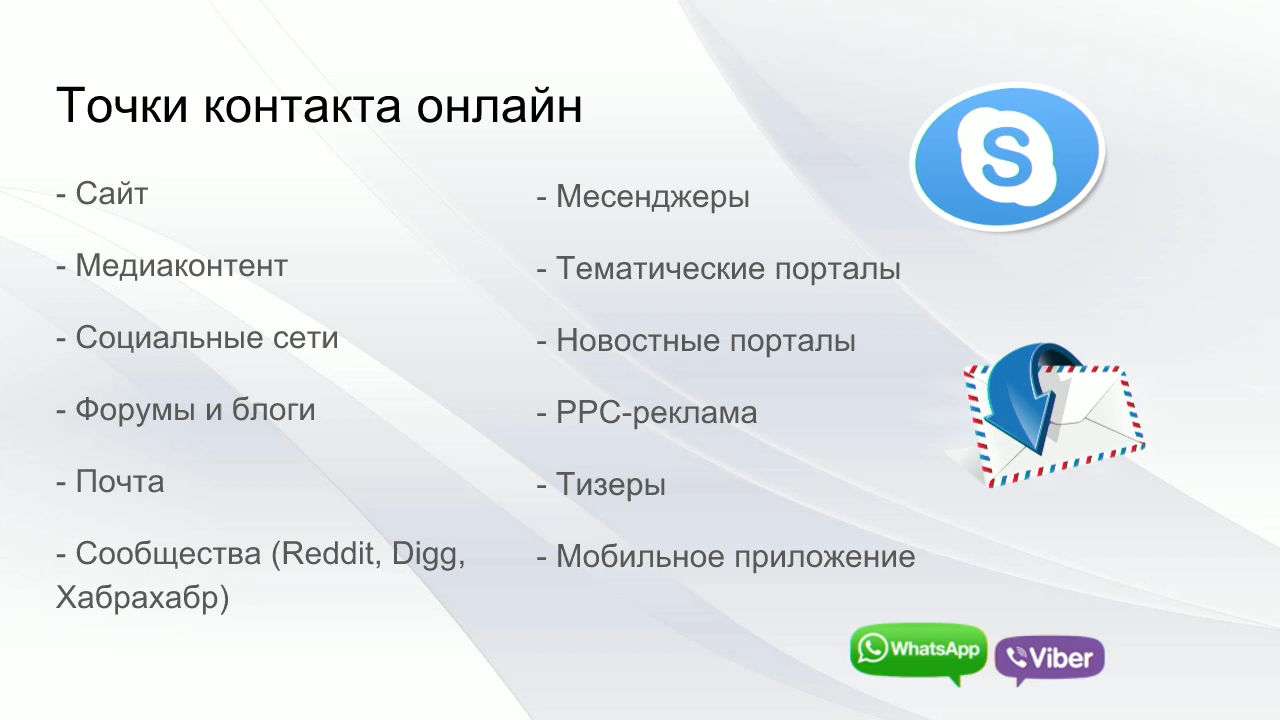 Точки контакта онлайн
- Сайт
- Медиаконтент
- Социальные сети
- Форумы и блоги
- Почта
- Сообщества (Reddit, Digg,
Хабрахабр)
- Месенджеры
- Тематические порталы
- Новостные порталы
- PPC-реклама
- Тизеры
- Мобильное приложение
S
WhatsApp
Viber